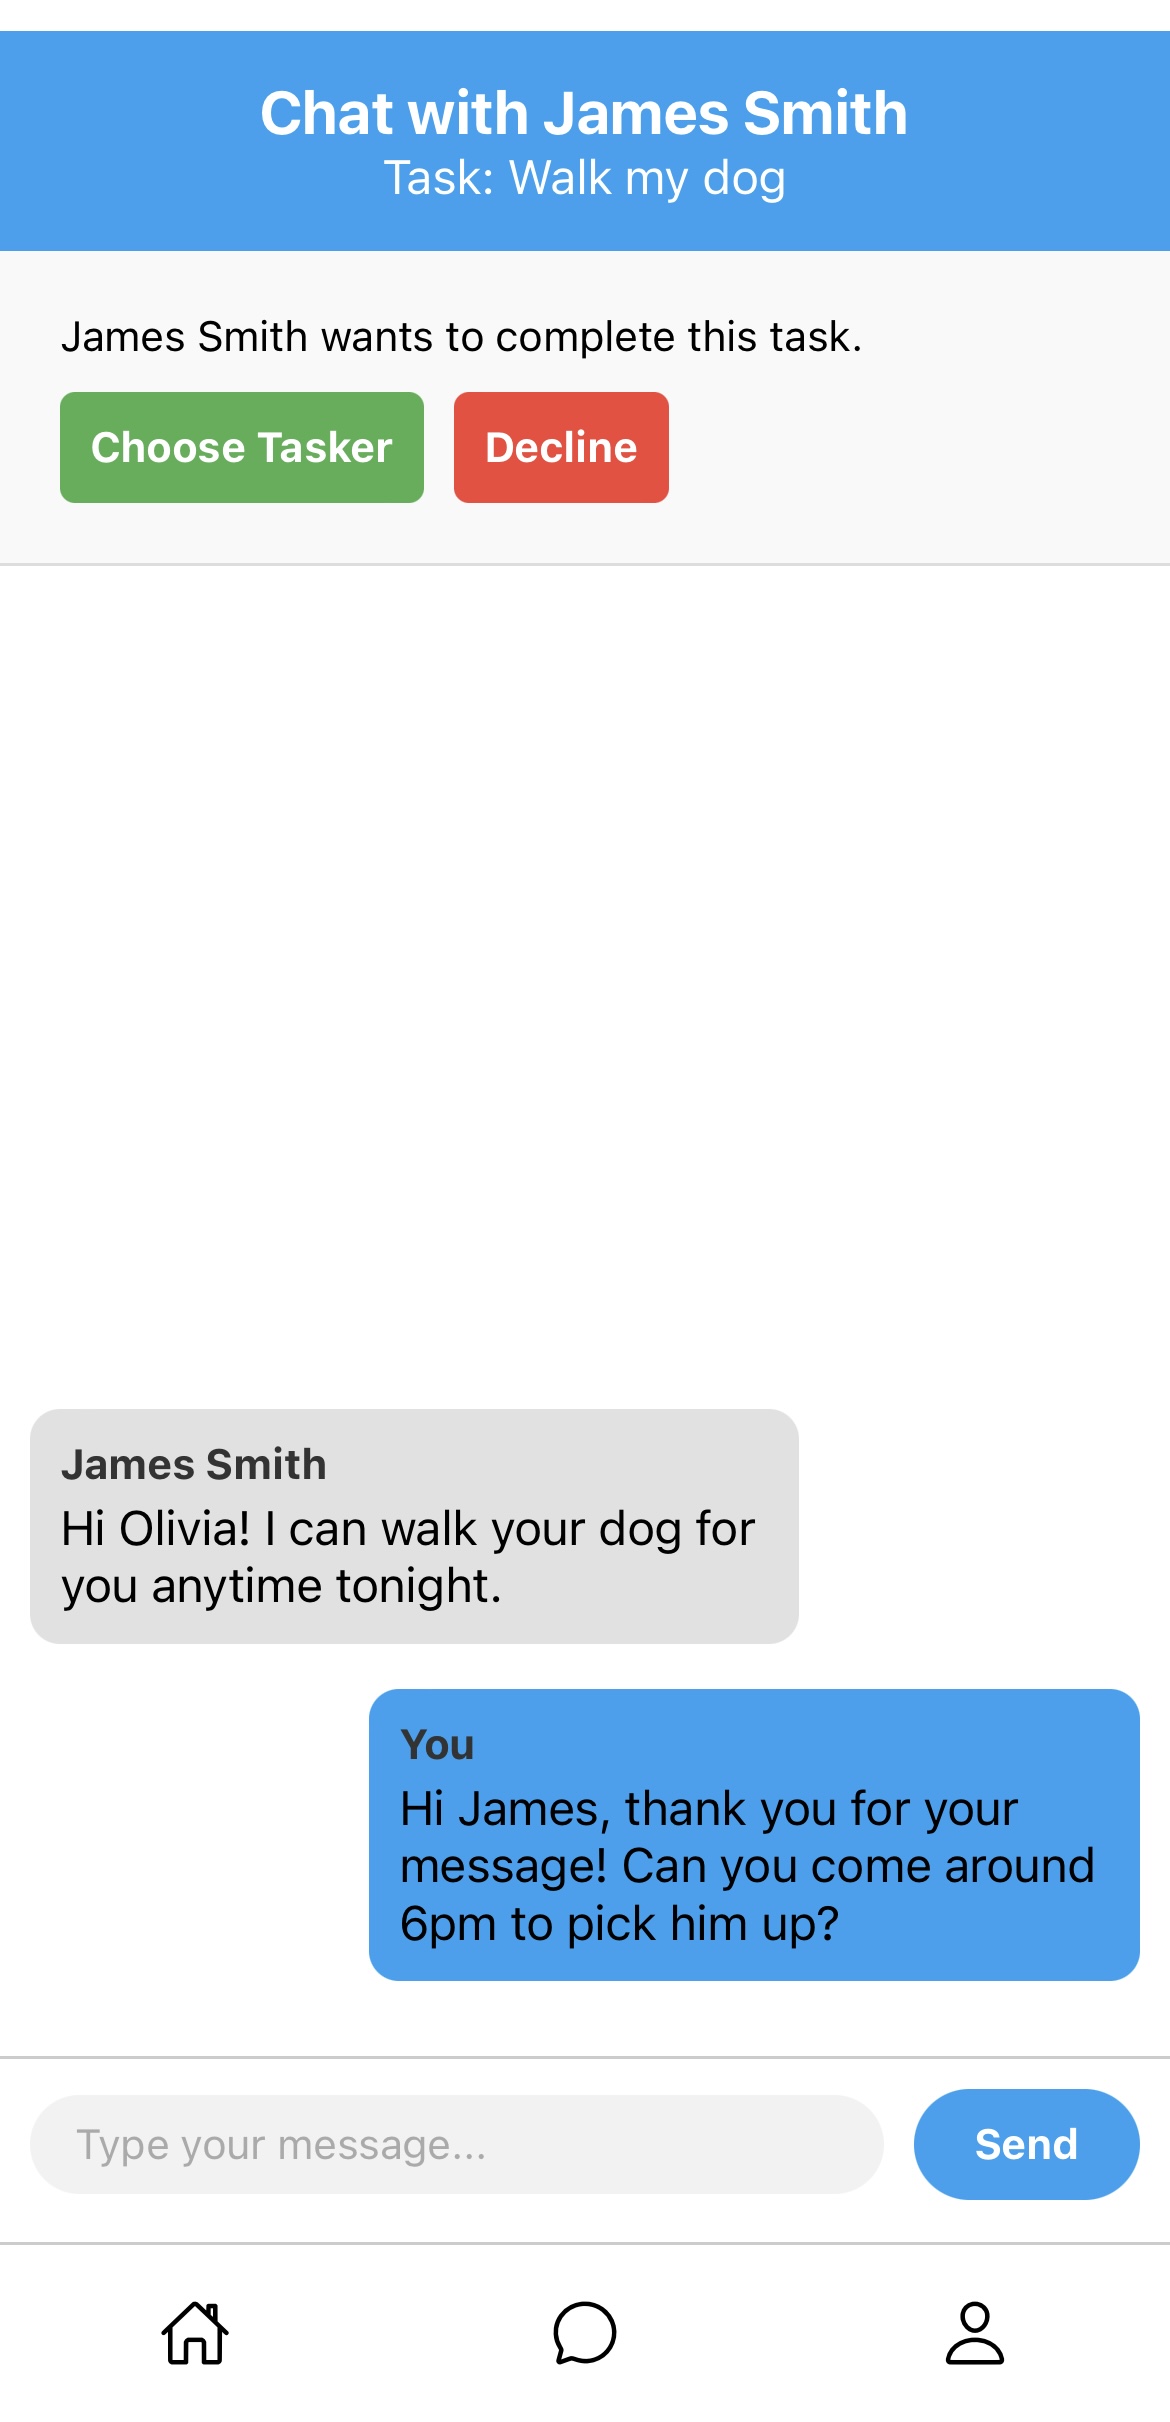 Chat with James Smith
Task: Walk my dog
James Smith wants to complete this task.
Choose Tasker
Decline
James Smith
Hi Olivia! I can walk your dog for
you anytime tonight.
You
Hi James, thank you for your
message! Can you come around
6pm to pick him up?
Type your message...
Send